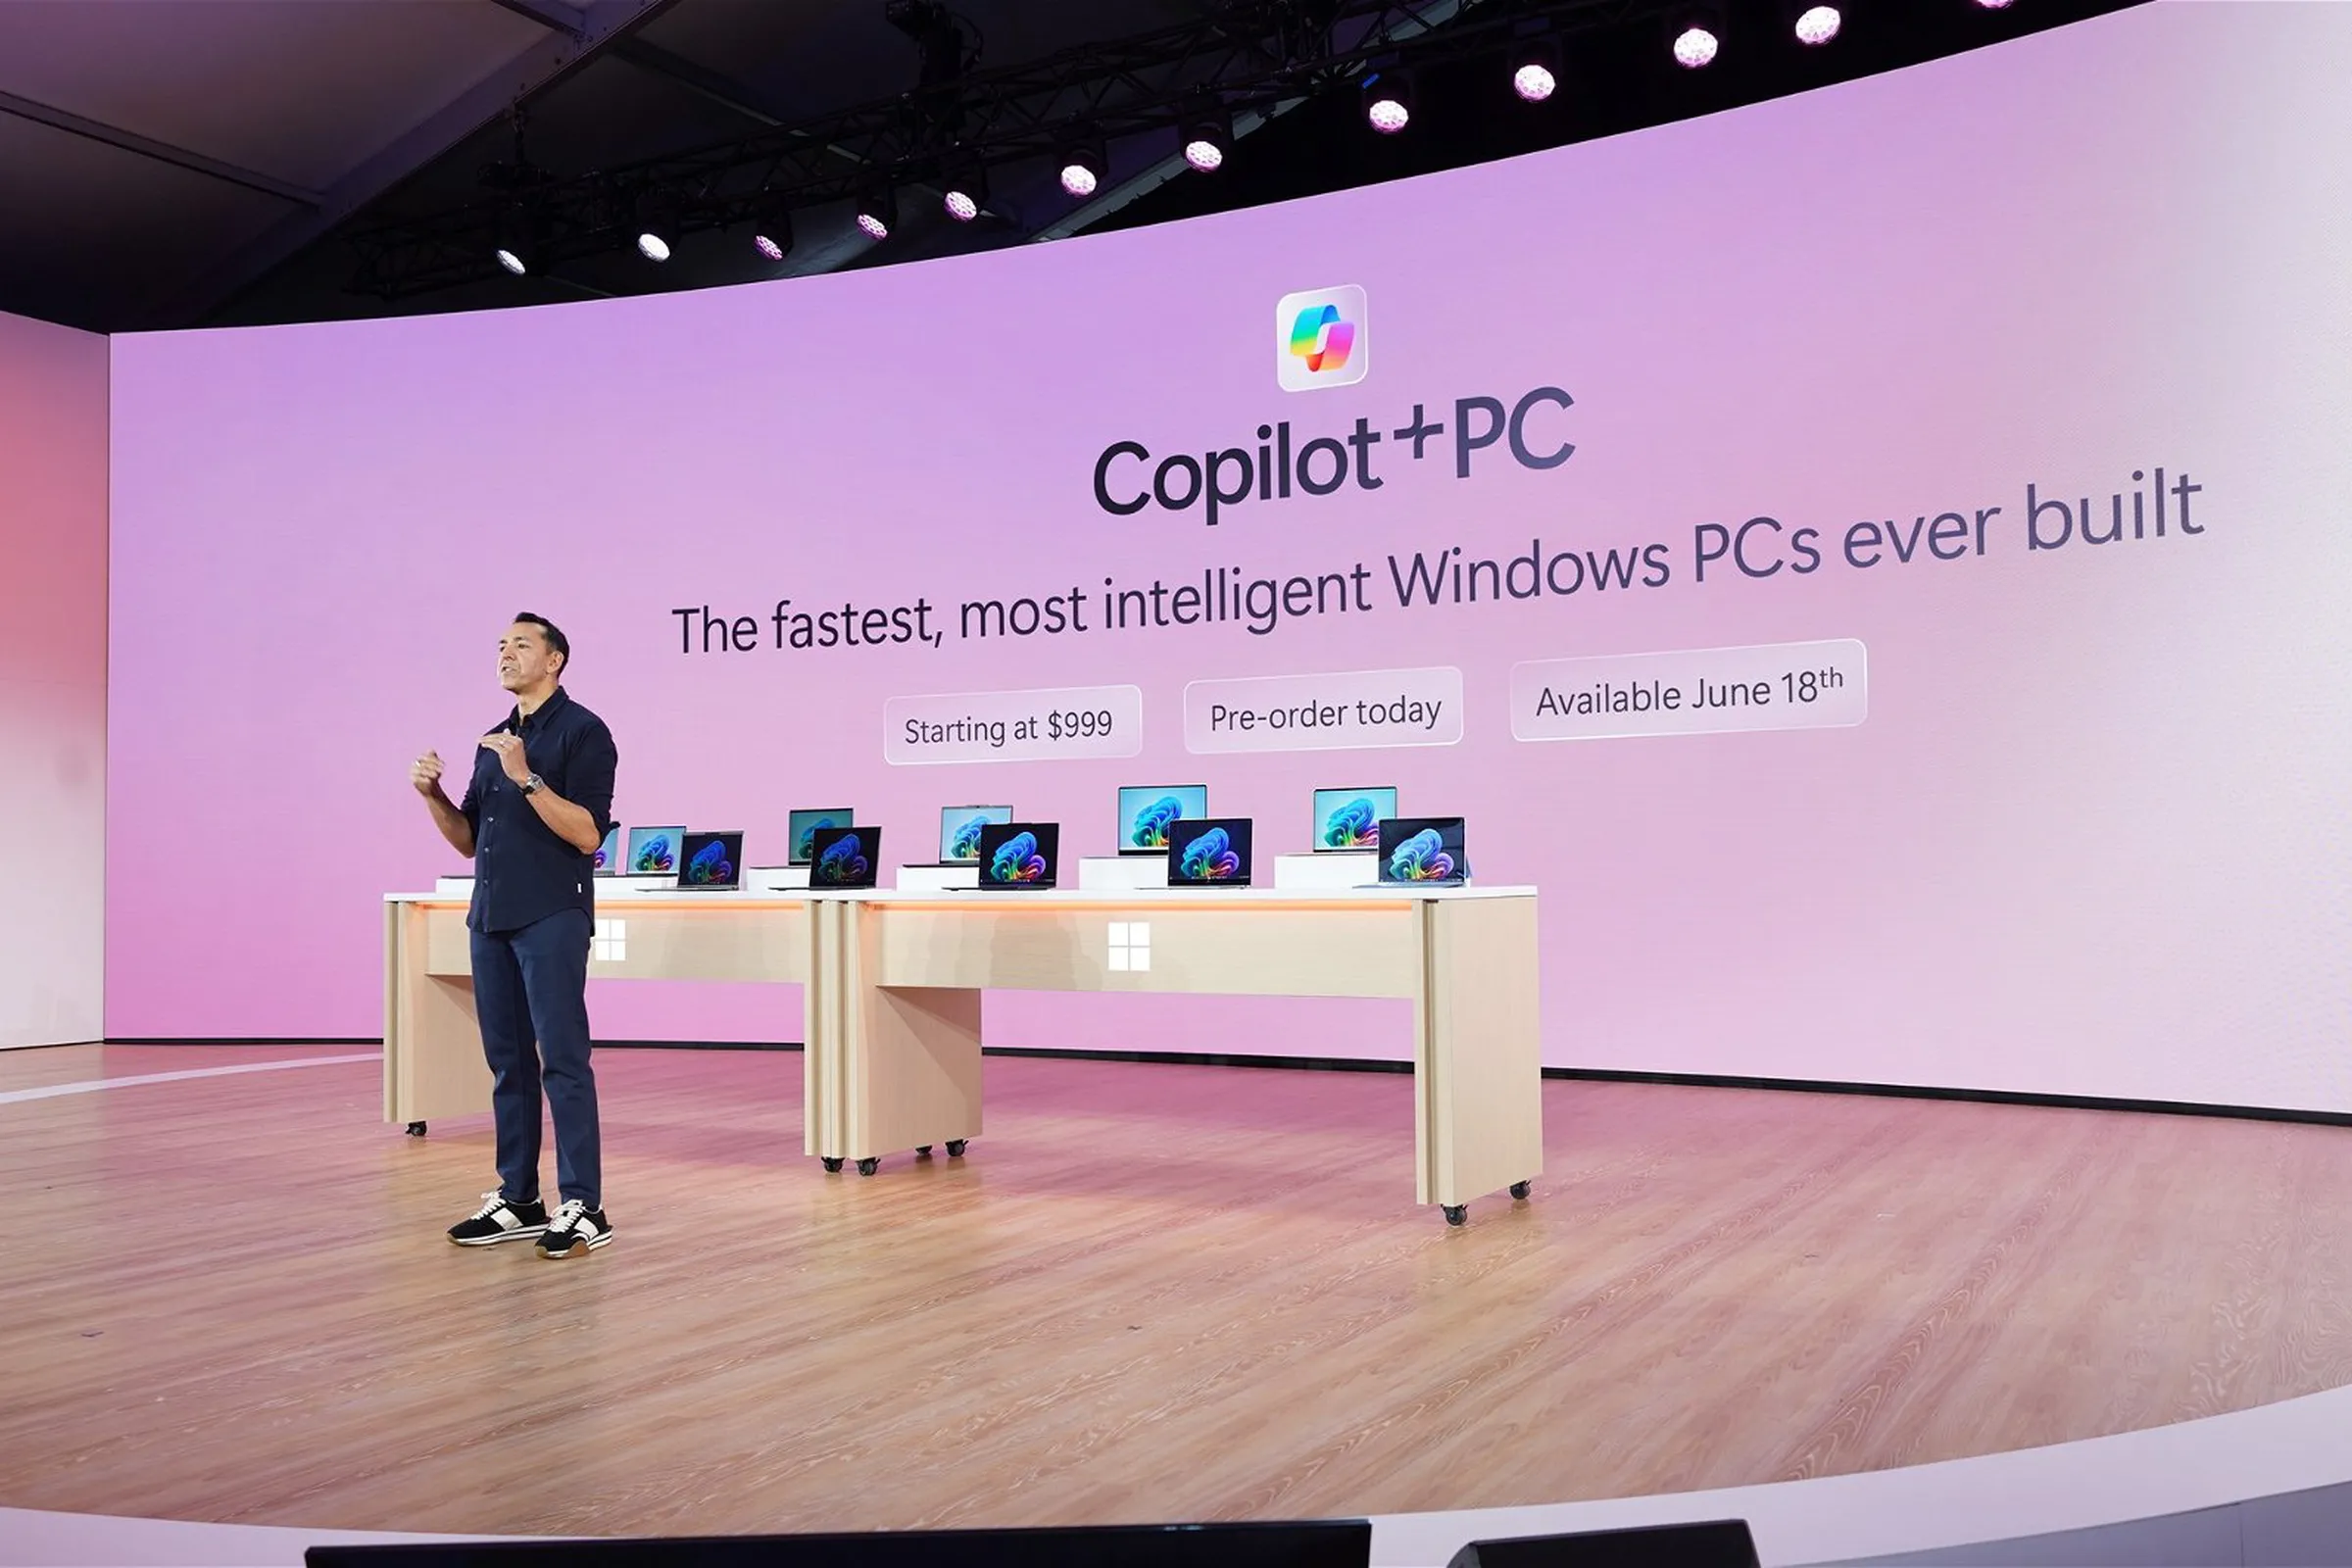 Copilot+PC
The fastest, most intelligent Windows PCs ever built
Starting at $999
Pre-order today
Available June 18th